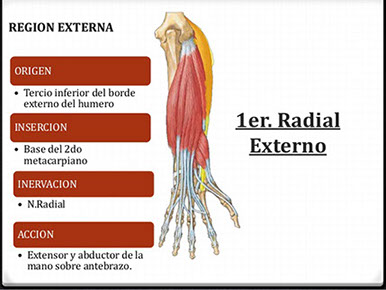 REGION EXTERNA
ORIGEN
• Tercio inferior del borde
externo del humero
INSERCION
• Base del 2do
metacarpiano
INERVACION
• N.Radial
ACCION
• Extensor y abductor de la
mano sobre antebrazo.
1er. Radial
Externo